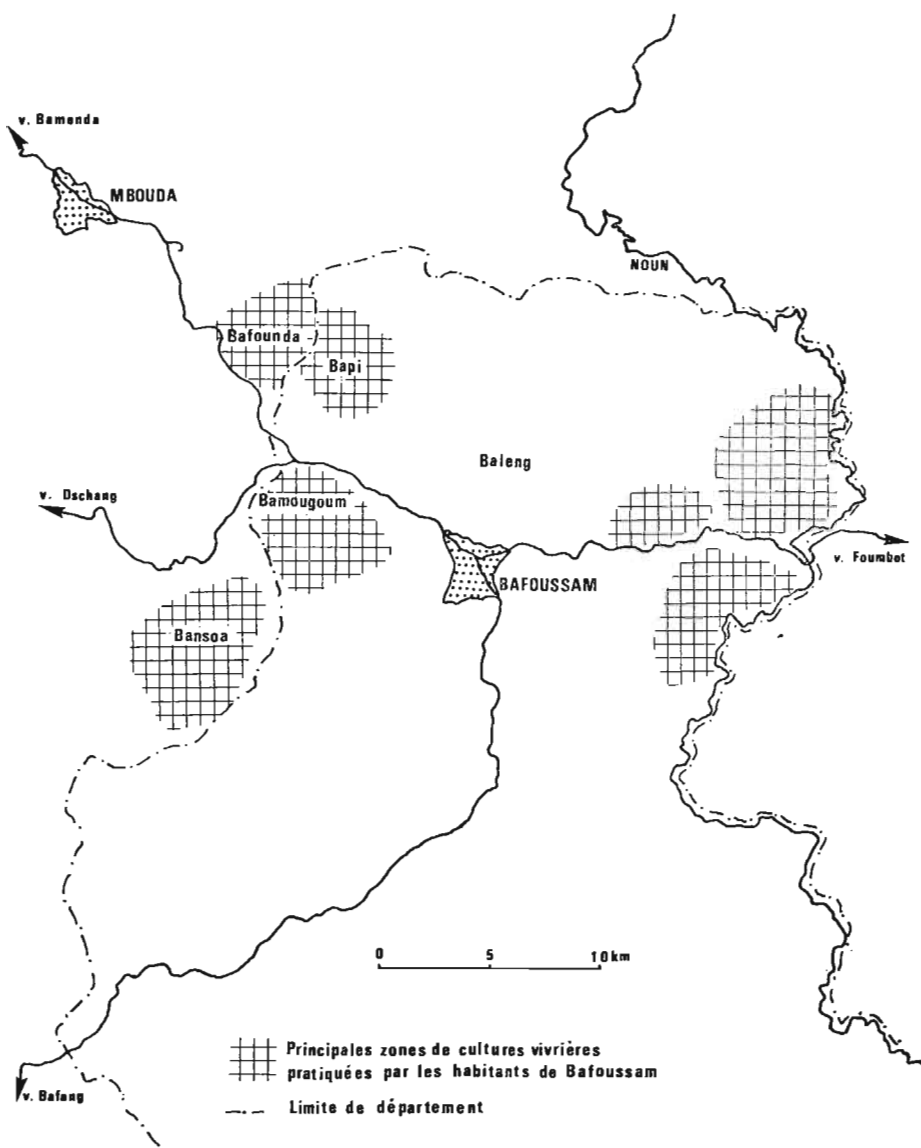 v. Bamenda
MBOUDA
NOUN
Bafounda
Bapi
Baleng
v. Dschang
Bamougoum
v. Foumbot
BAFOUSSAM
Bansoa
0 5 10km
Principales zones de cultures vivrières
pratiquées par les habitants de Bafoussam
v. Bafang
Limite de département